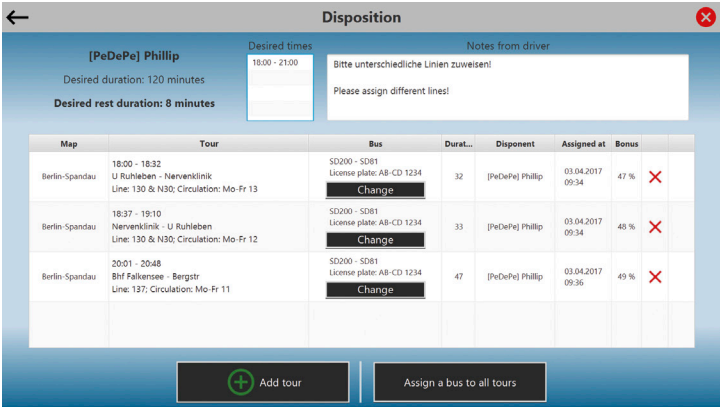 Disposition
[PeDePe] Phillip
Desired duration: 120 minutes
Desired rest duration: 8 minutes
Desired times
18:00 - 21:00
Notes from driver
Bitte unterschiedliche Linien zuweisen!
Please assign different lines!
Map Tour Bus Durat... Disponent Assigned at Bonus
Berlin-Spandau
18:00 - 18:32
U Ruhleben - Nervenklinik
Line: 130 & N30; Circulation: Mo-Fr 13
SD200 - SD81
License plate: AB-CD 1234
Change
32
[PeDePe] Phillip
03.04.2017
09:34
47 %
Berlin-Spandau
18:37 - 19:10
Nervenklinik - U Ruhleben
Line: 130 & N30; Circulation: Mo-Fr 12
SD200 - SD81
License plate: AB-CD 1234
Change
33
[PeDePe] Phillip
03.04.2017
09:34
48 %
Berlin-Spandau
20:01 - 20:48
Bhf Falkensee - Bergstr
Line: 137; Circulation: Mo-Fr 11
SD200 - SD81
License plate: AB-CD 1234
Change
47
[PeDePe] Phillip
03.04.2017
09:36
49 %
Add tour
Assign a bus to all tours